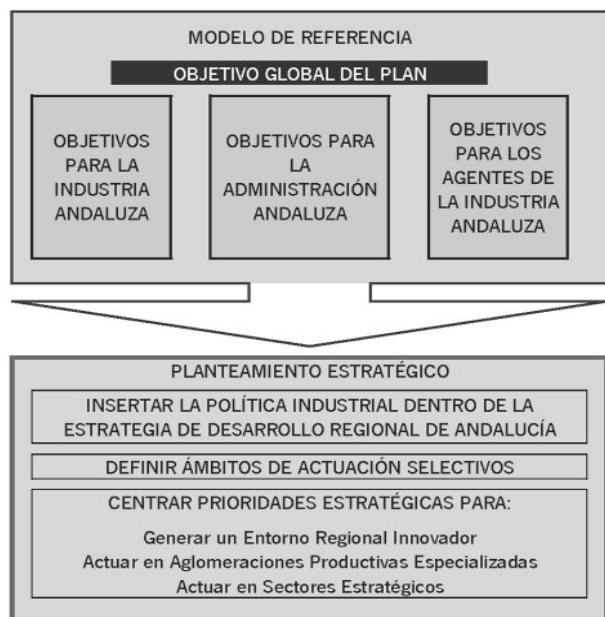 MODELO DE REFERENCIA
OBJETIVO GLOBAL DEL PLAN
OBJETIVOS
PARA LA
INDUSTRIA
ANDALUZA
OBJETIVOS PARA
LA
ADMINISTRACIÓN
ANDALUZA
OBJETIVOS
PARA LOS
AGENTES DE
LA INDUSTRIA
ANDALUZA
PLANTEAMIENTO ESTRATÉGICO
INSERTAR LA POLÍTICA INDUSTRIAL DENTRO DE LA
ESTRATEGIA DE DESARROLLO REGIONAL DE ANDALUCÍA
DEFINIR ÁMBITOS DE ACTUACIÓN SELECTIVOS
CENTRAR PRIORIDADES ESTRATÉGICAS PARA:
Generar un Entorno Regional Innovador
Actuar en Aglomeraciones Productivas Especializadas
Actuar en Sectores Estratégicos